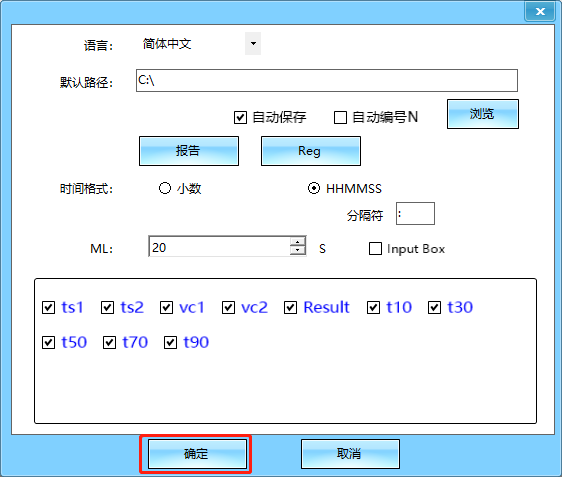 语言： 简体中文
默认路径： C:\
自动保存 自动编号N 浏览
报告 Reg
时间格式： 小数 HHMMSS
分隔符 :
ML： 20 S Input Box
ts1 ts2 vc1 vc2 Result t10 t30
t50 t70 t90
确定 取消